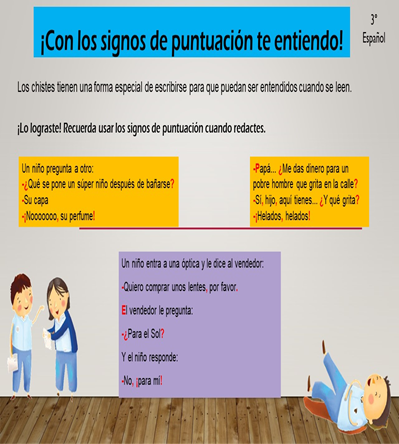 ¡Con los signos de puntuación te entiendo!
3°
Español
Los chistes tienen una forma especial de escribirse para que puedan ser entendidos cuando se leen.
¡Lo lograste! Recuerda usar los signos de puntuación cuando redactes.
Un niño pregunta a otro:
-¿Qué se pone un súper niño después de bañarse?
-Su capa
-¡Nooooooo, su perfume!
-Papá... ¿Me das dinero para un
pobre hombre que grita en la calle?
-Sí, hijo, aquí tienes... ¿Y qué grita?
-¡Helados, helados!
Un niño entra a una óptica y le dice al vendedor:
-Quiero comprar unos lentes, por favor.
El vendedor le pregunta:
-¿Para el Sol?
Y el niño responde:
-No, ¡para mí!